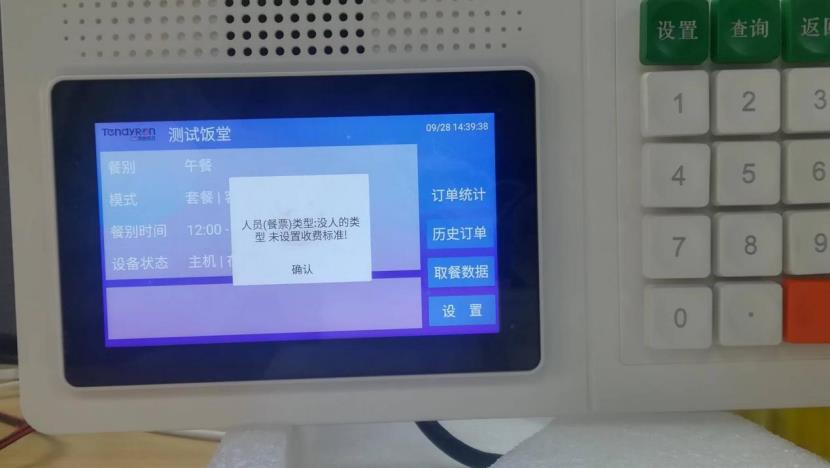 TendyRon 测试饭堂 09/28 14:39:38
餐别 午餐
模式 套餐 |
餐别时间 12:00 -
设备状态 主机 |
人员(餐票)类型:没人的类
型 未设置收费标准!
确认
订单统计
历史订单
取餐数据
设 置
设置 查询 返
1 2 3
4 5 6
7 8 9
0 .